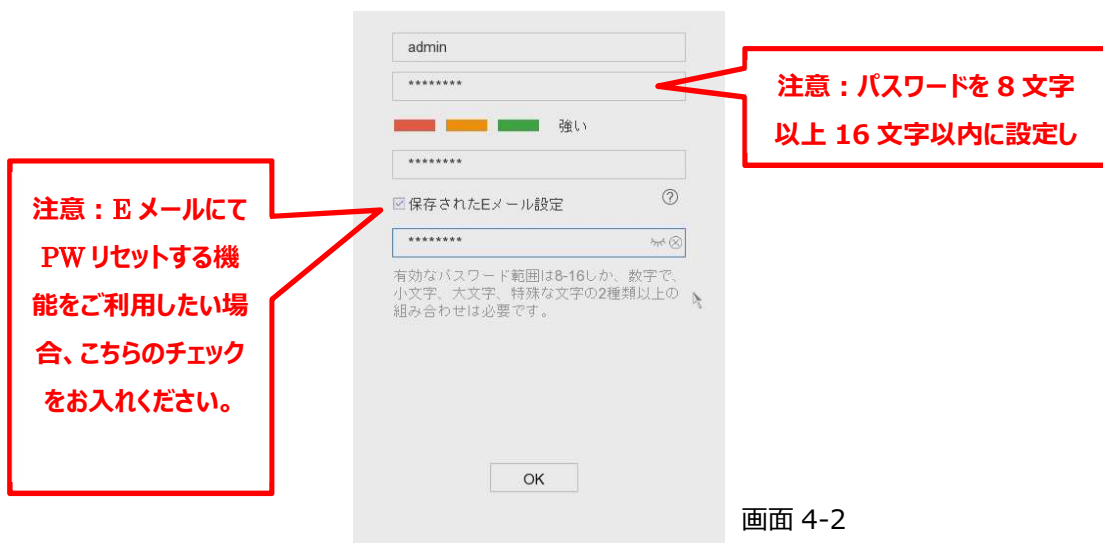 admin
********
強い
********
保存されたEメール設定
********
有効なパスワード範囲は8-16しか、数字で、
小文字、大文字、特殊な文字の2種類以上の
組み合わせは必要です。
OK
注意：パスワードを 8 文字
以上 16 文字以内に設定し
注意：E メールにて
PW リセットする機
能をご利用したい場
合、こちらのチェック
をお入れください。
画面 4-2